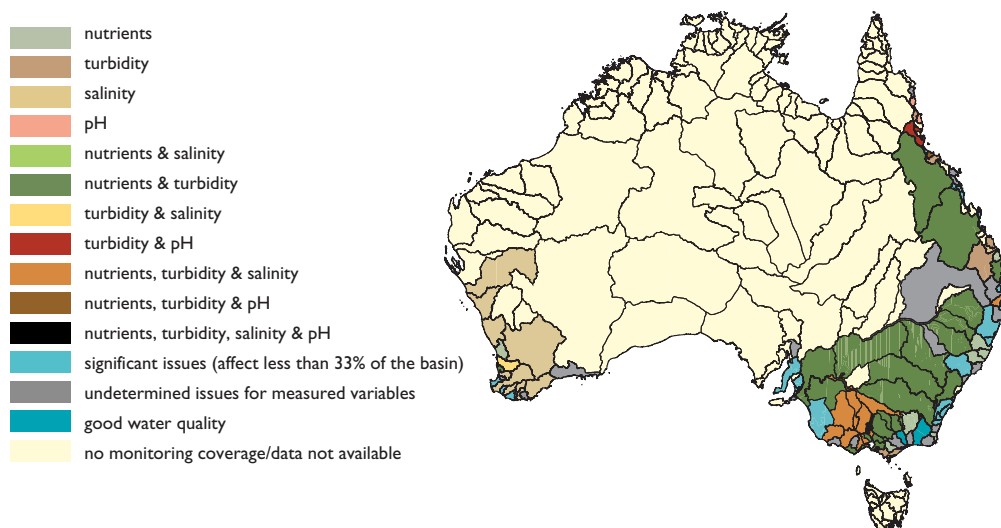 nutrients
turbidity
salinity
pH
nutrients & salinity
nutrients & turbidity
turbidity & salinity
turbidity & pH
nutrients, turbidity & salinity
nutrients, turbidity & pH
nutrients, turbidity, salinity & pH
significant issues (affect less than 33% of the basin)
undetermined issues for measured variables
good water quality
no monitoring coverage/data not available